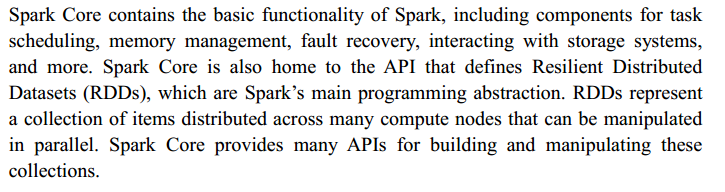 Spark Core contains the basic functionality of Spark, including components for task
scheduling, memory management, fault recovery, interacting with storage systems,
and more. Spark Core is also home to the API that defines Resilient Distributed
Datasets (RDDs), which are Spark’s main programming abstraction. RDDs represent
a collection of items distributed across many compute nodes that can be manipulated
in parallel. Spark Core provides many APIs for building and manipulating these
collections.